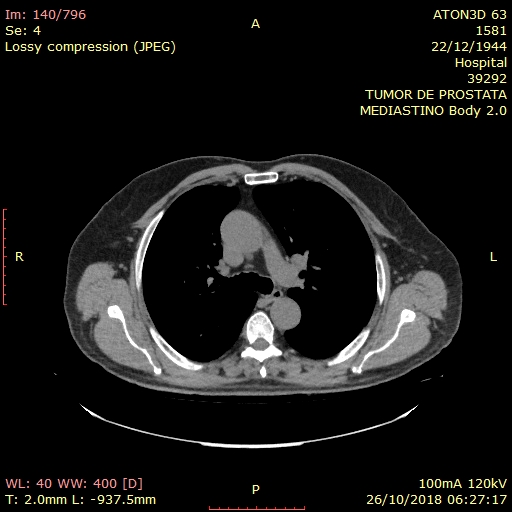 Im: 140/796
Se: 4
Lossy compression (JPEG)
A
ATON3D 63
1581
22/12/1944
Hospital
39292
TUMOR DE PROSTATA
MEDIASTINO Body 2.0
R
L
WL: 40 WW: 400 [D]
T: 2.0mm L: -937.5mm
P
100mA 120kV
26/10/2018 06:27:17